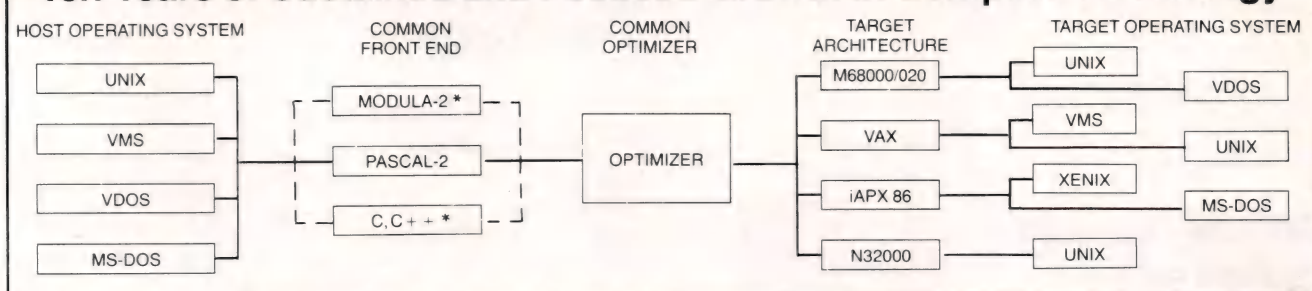 HOST OPERATING SYSTEM
UNIX
VMS
VDOS
MS-DOS
COMMON
FRONT END
MODULA-2 *
PASCAL-2
C,C + + *
COMMON
OPTIMIZER
OPTIMIZER
TARGET
ARCHITECTURE
M68000/020
VAX
iAPX 86
N32000
TARGET OPERATING SYSTEM
UNIX
VDOS
VMS
UNIX
XENIX
MS-DOS
UNIX